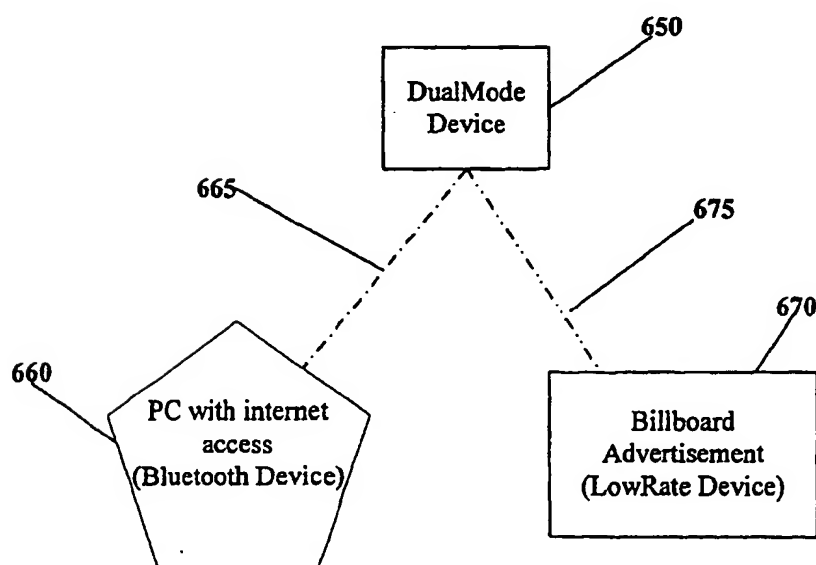 650
DualMode
Device
665
675
670
660
PC with internet
access
(Bluetooth Device)
Billboard
Advertisement
(LowRate Device)